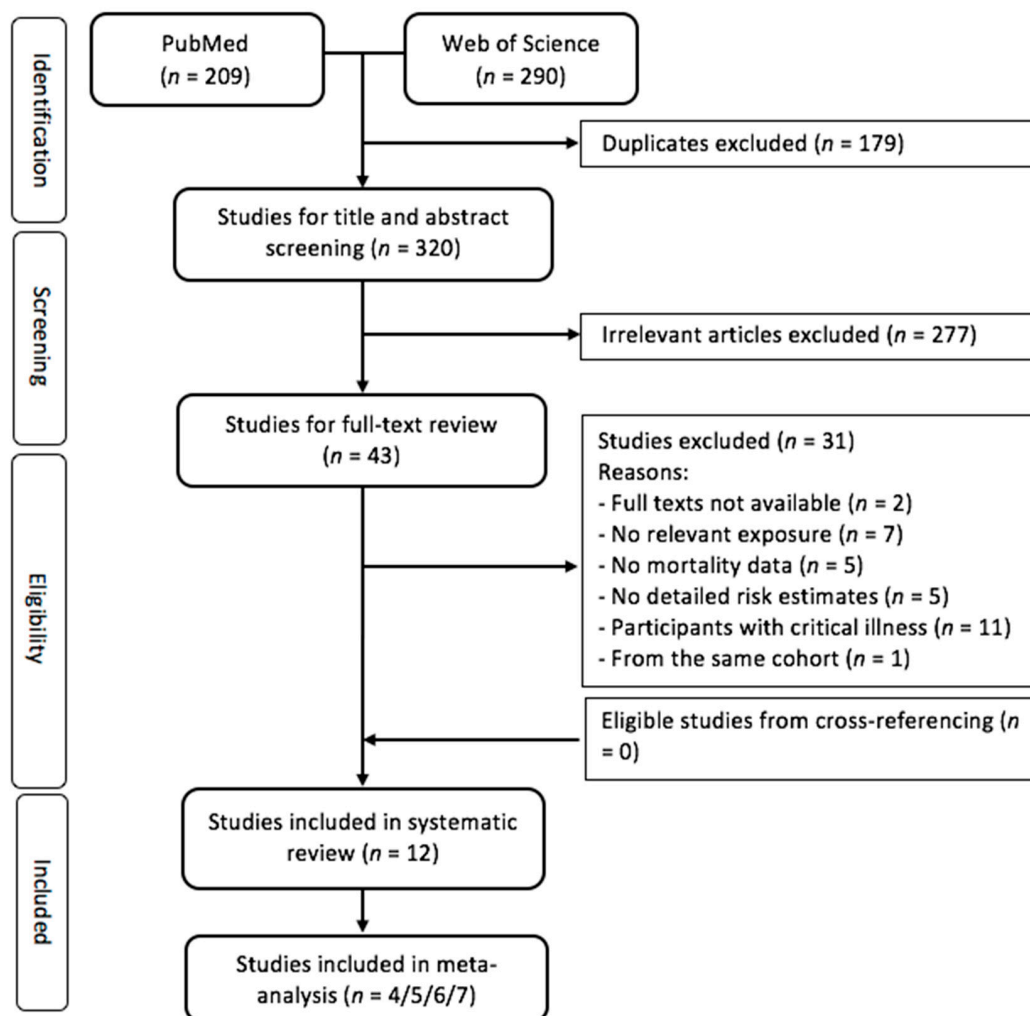 Identification
PubMed
(n = 209)
Web of Science
(n = 290)
Duplicates excluded (n = 179)
Studies for title and abstract
screening (n = 320)
Screening
Irrelevant articles excluded (n = 277)
Studies for full-text review
(n = 43)
Eligibility
Studies excluded (n = 31)
Reasons:
- Full texts not available (n = 2)
- No relevant exposure (n = 7)
- No mortality data (n = 5)
- No detailed risk estimates (n = 5)
- Participants with critical illness (n = 11)
- From the same cohort (n = 1)
Eligible studies from cross-referencing (n
= 0)
Included
Studies included in systematic
review (n = 12)
Studies included in meta-
analysis (n = 4/5/6/7)